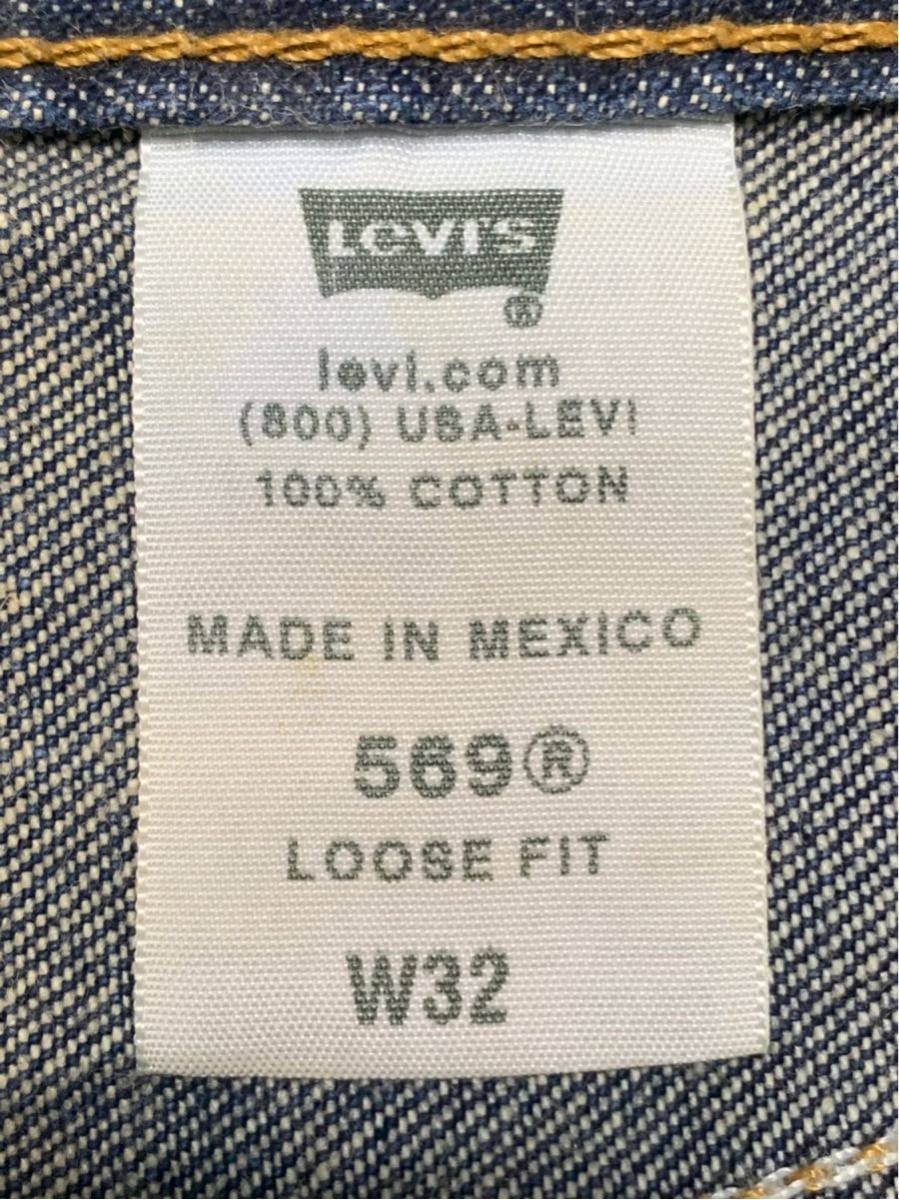 LEVI'S
®
levi.com
(800) USA-LEVI
100% COTTON
MADE IN MEXICO
569®
LOOSE FIT
W32